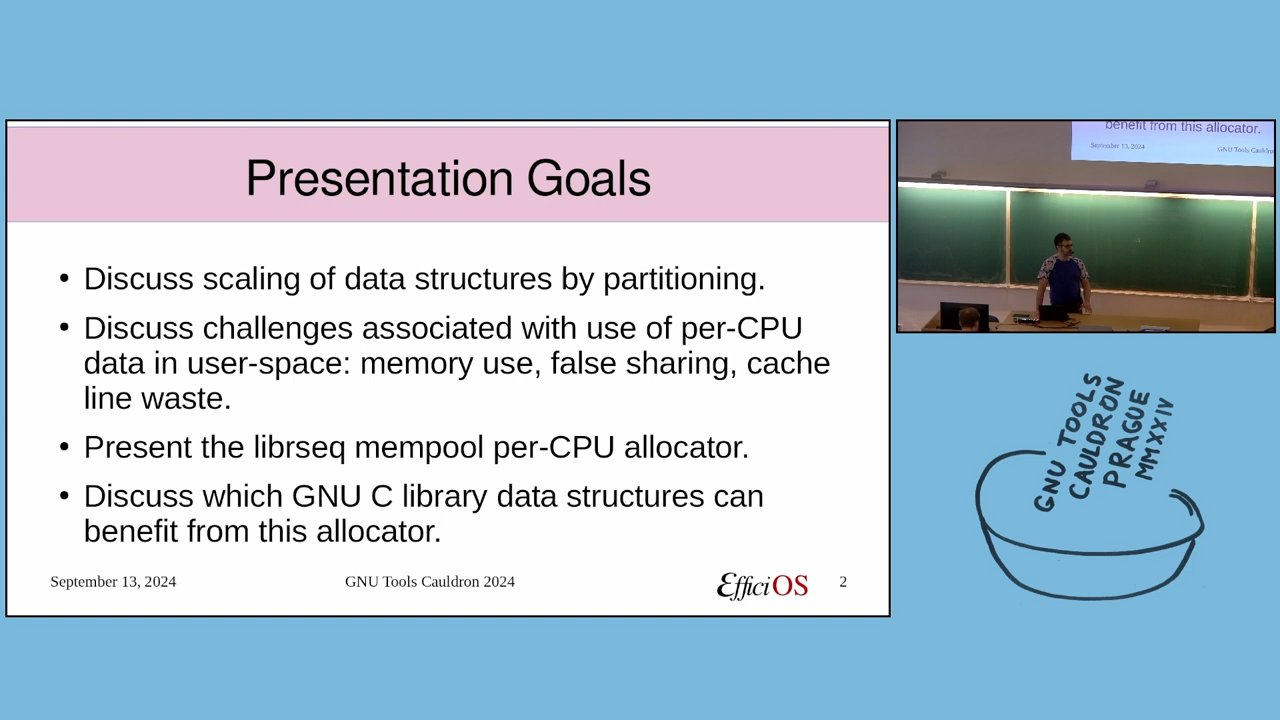 Presentation Goals
• Discuss scaling of data structures by partitioning.
• Discuss challenges associated with use of per-CPU
data in user-space: memory use, false sharing, cache
line waste.
• Present the librseq mempool per-CPU allocator.
• Discuss which GNU C library data structures can
benefit from this allocator.
September 13, 2024
GNU Tools Cauldron 2024
EfficiOS
2
benefit from this allocator.
September 13, 2024
GNU Tools Cauldro
GNU TOOLS
CAULDRON
PRAGUE
MMXXIV